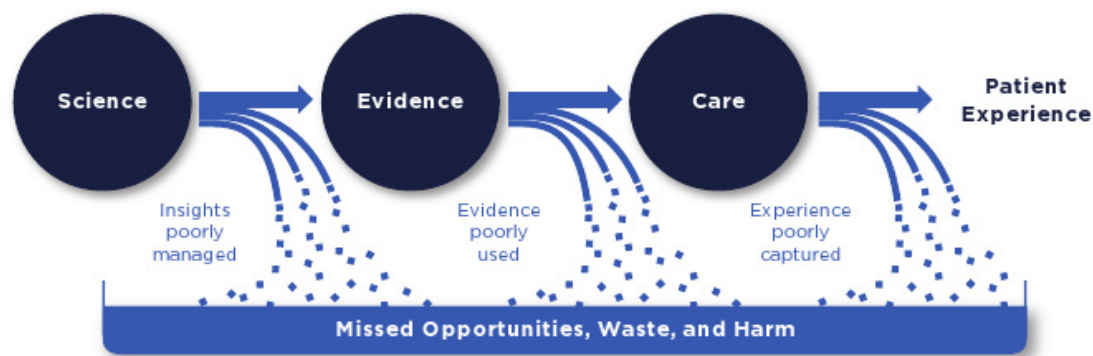 Science
Evidence
Care
Patient
Experience
Insights
poorly
managed
Evidence
poorly
used
Experience
poorly
captured
Missed Opportunities, Waste, and Harm